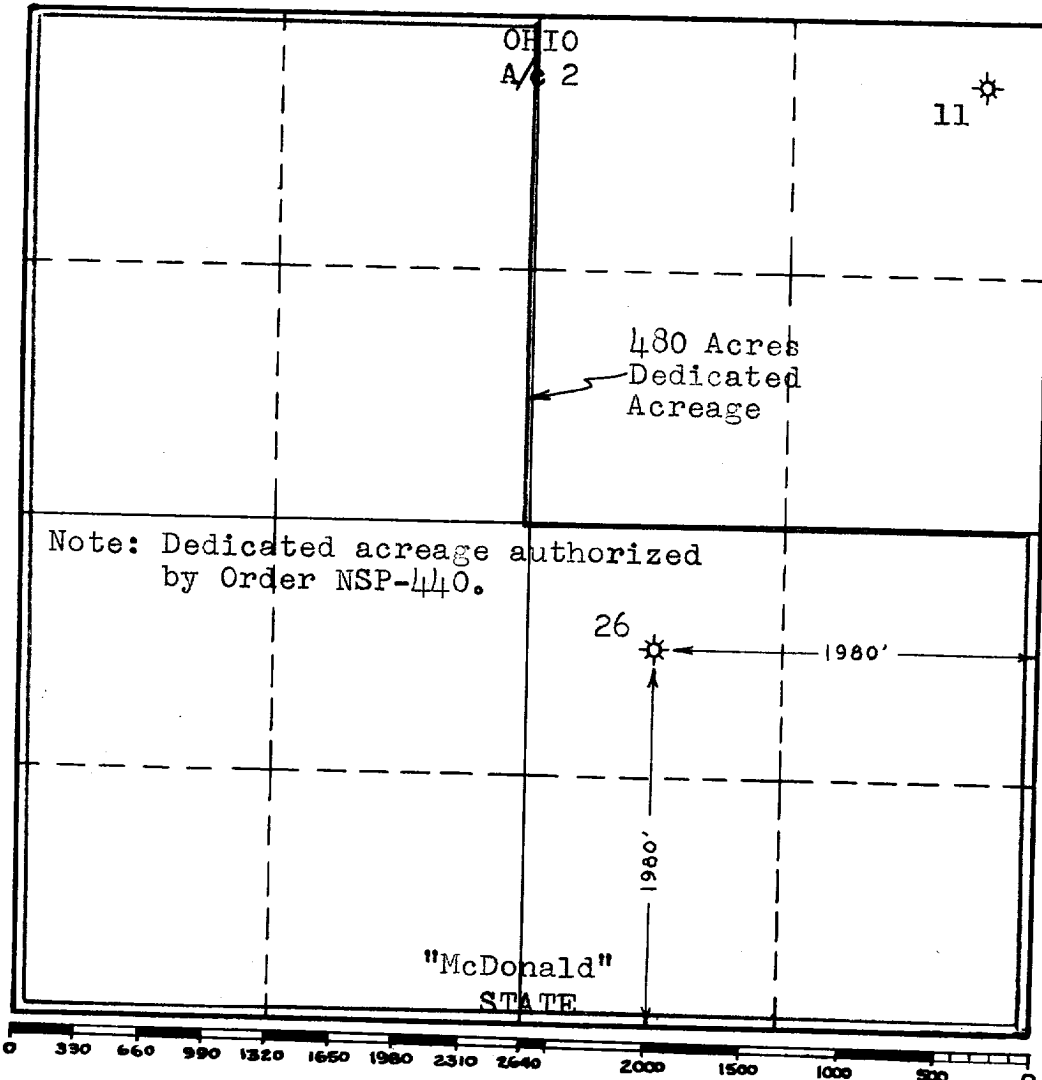 OHIO
A/c 2
11
480 Acres
Dedicated
Acreage
Note: Dedicated acreage authorized
by Order NSP-440.
26
1980'
1980'
"McDonald"
STATE
0 330 660 990 1320 1650 1980 2310 2640 2000 1500 1000 500 0